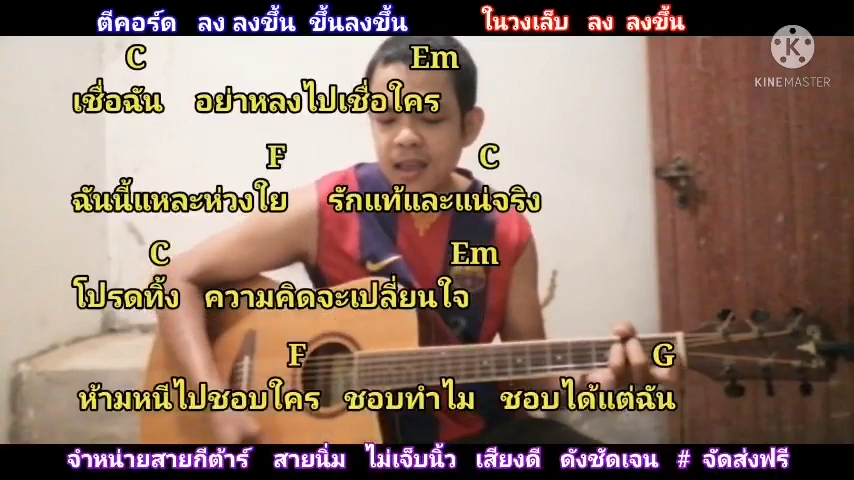 ตีคอร์ด ลง ลงขึ้น ขึ้นลงขึ้น ในวงเล็บ ลง ลงขึ้น
KINEMASTER
C Em
เชื่อฉัน อย่าหลงไปเชื่อใคร
F C
ฉันนี้แหละห่วงใย รักแท้และแน่จริง
C Em
โปรดทิ้ง ความคิดจะเปลี่ยนใจ
F G
ห้ามหนีไปชอบใคร ชอบทำไม ชอบได้แต่ฉัน
จำหน่ายสายกีต้าร์ สายนิ่ม ไม่เจ็บนิ้ว เสียงดี ดังชัดเจน # จัดส่งฟรี